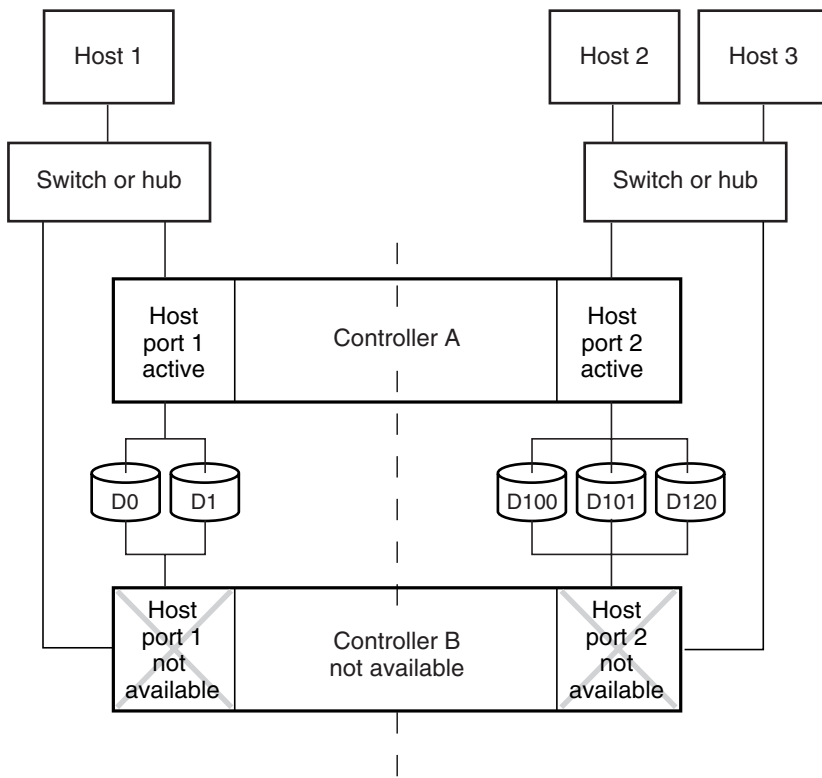 Host 1
Host 2
Host 3
Switch or hub
Switch or hub
Host
port 1
active
Controller A
Host
port 2
active
D0
D1
D100
D101
D120
Host
port 1
not
available
Controller B
not available
Host
port 2
not
available